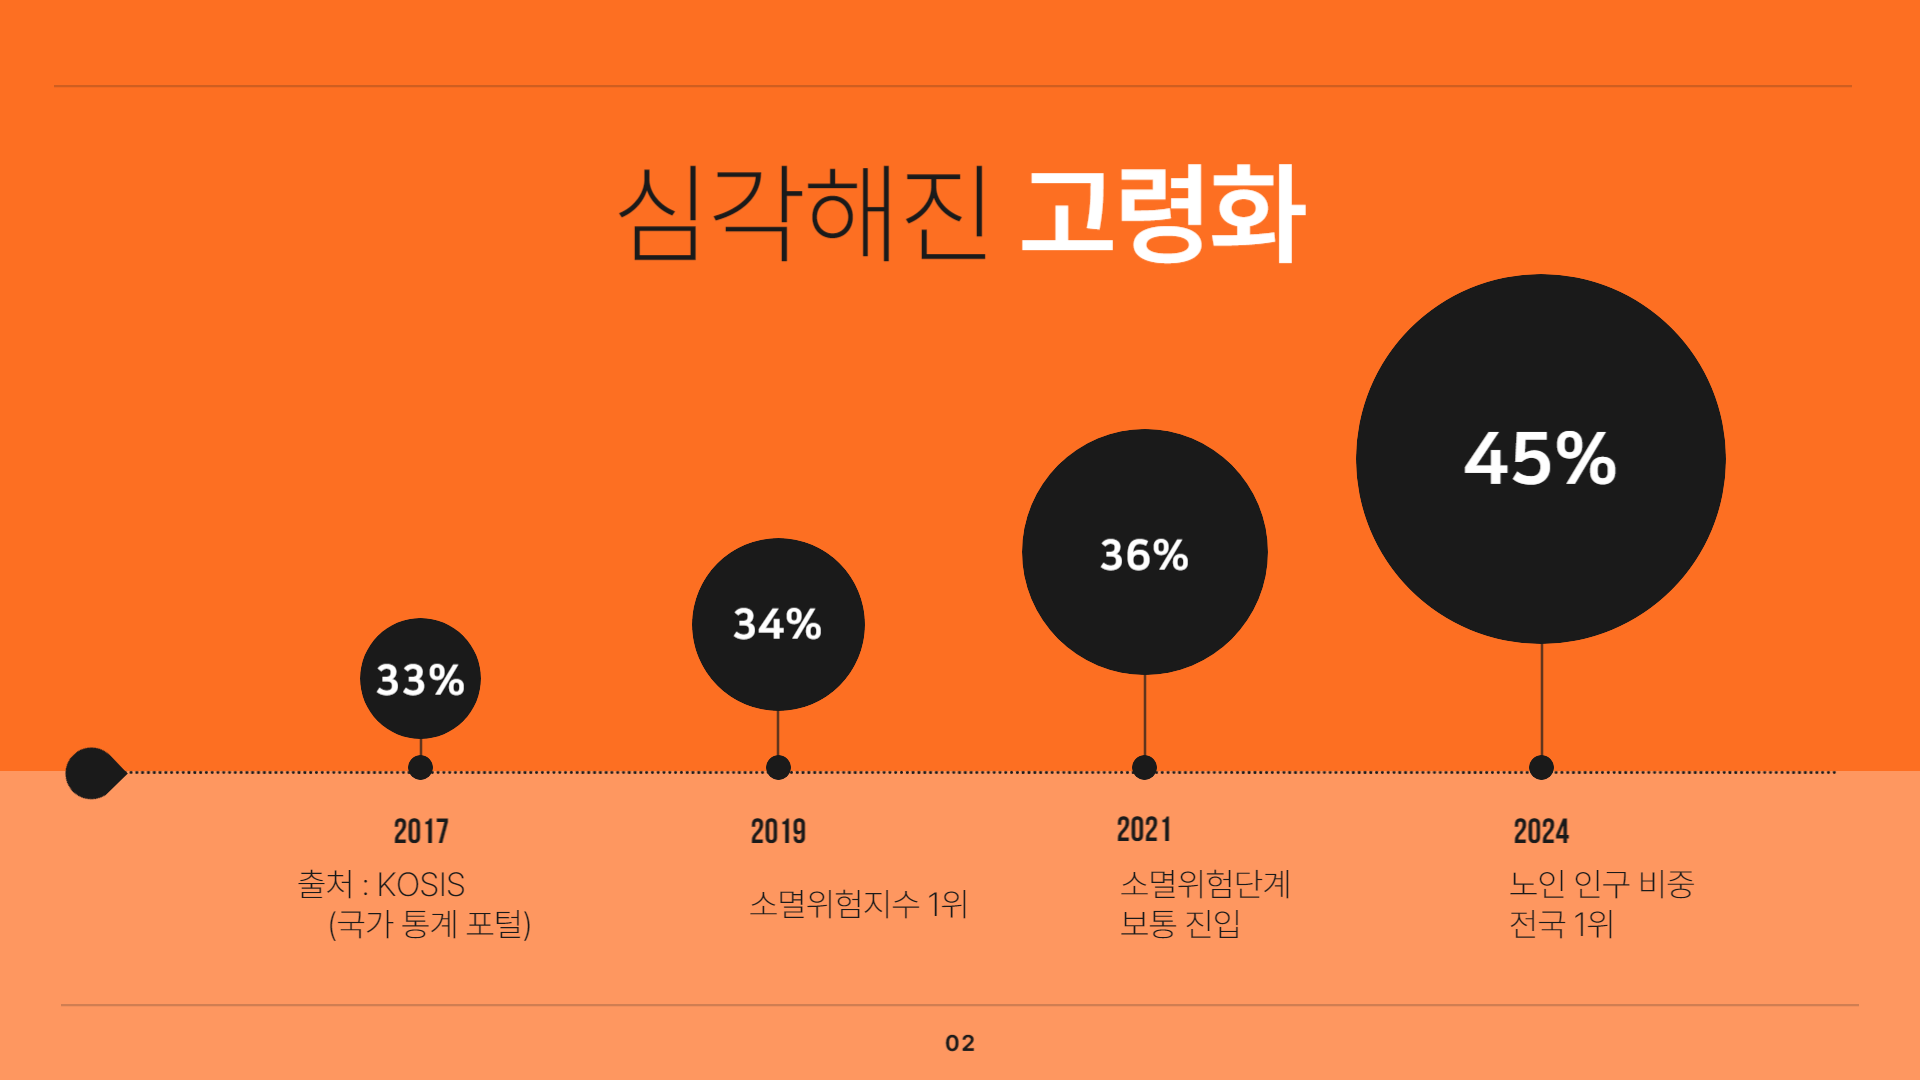 심각해진 고령화
33%
34%
36%
45%
2017
출처 : KOSIS
(국가 통계 포털)
2019
소멸위험지수 1위
2021
소멸위험단계
보통 진입
2024
노인 인구 비중
전국 1위
02